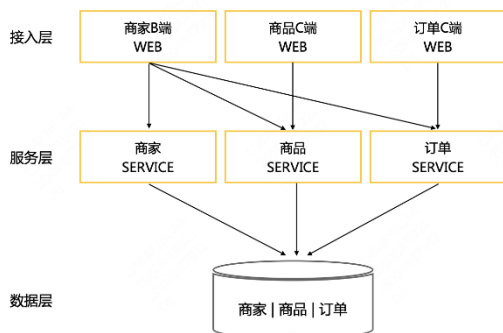 接入层
商家B端
WEB
商品C端
WEB
订单C端
WEB
服务层
商家
SERVICE
商品
SERVICE
订单
SERVICE
数据层
商家 | 商品 | 订单